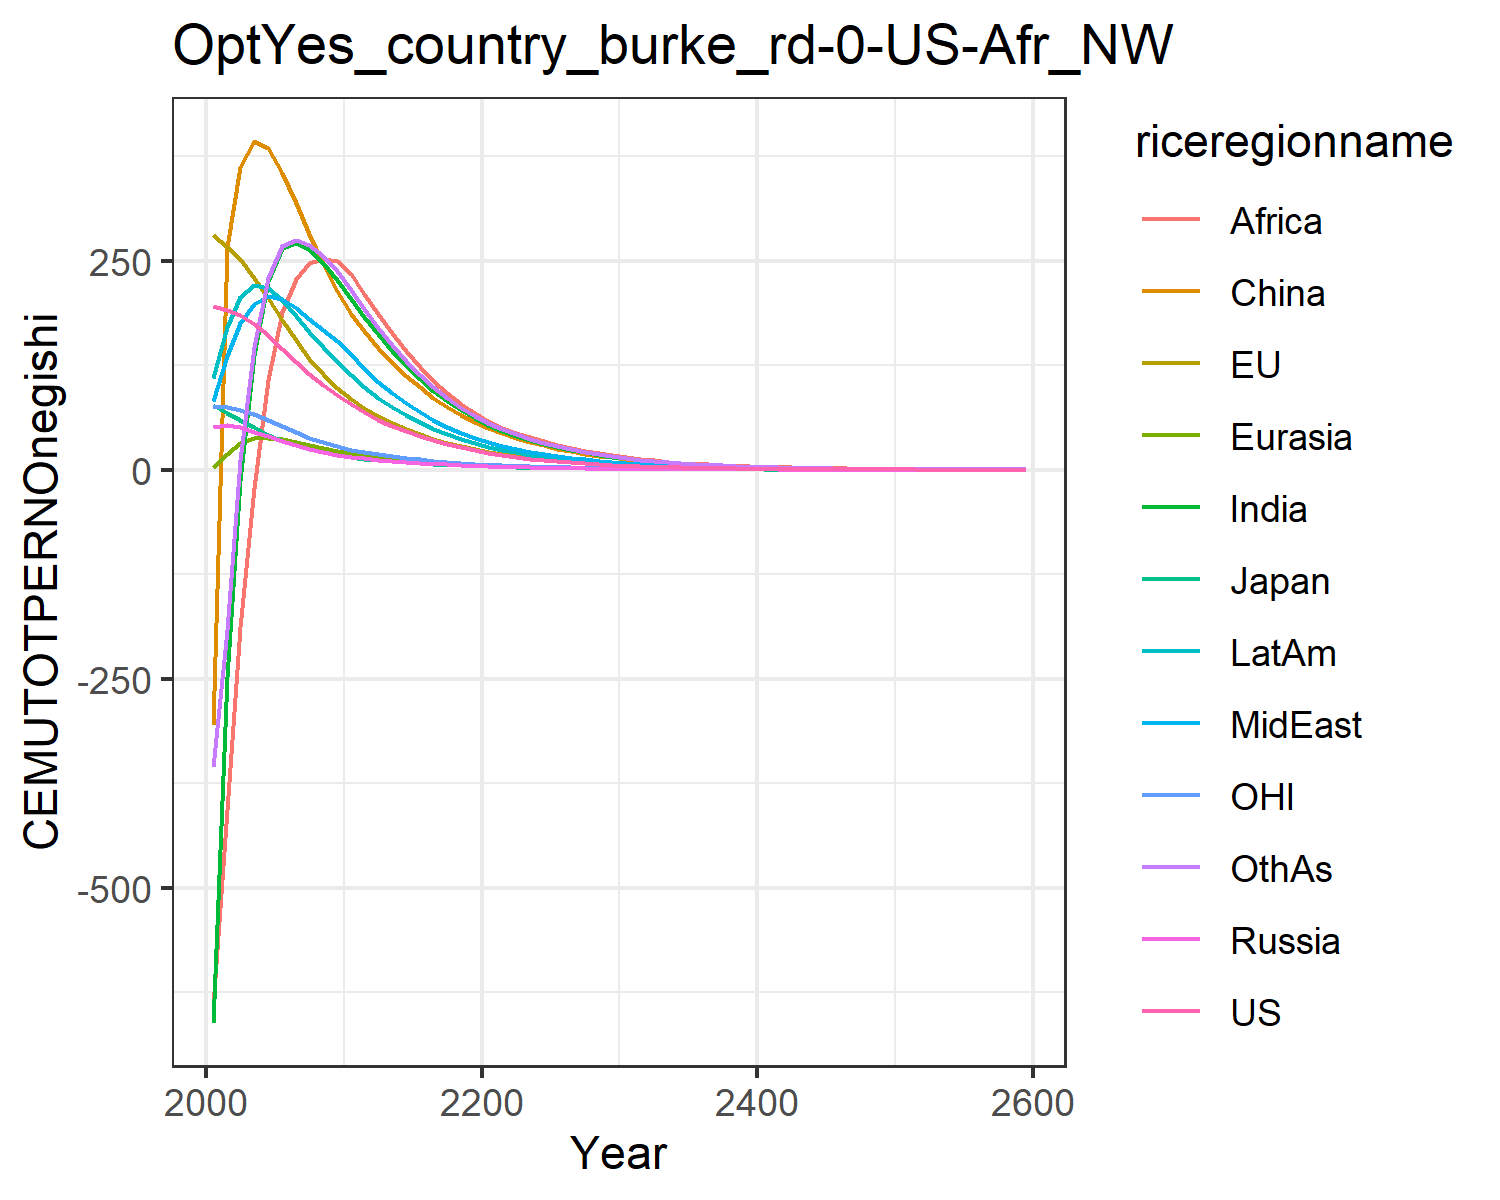 OptYes_country_burke_rd-0-US-Afr_NW
CEMUTOTPERNOnegishi
250
0
-250
-500
2000
2200
2400
2600
Year
riceregionname
Africa
China
EU
Eurasia
India
Japan
LatAm
MidEast
OHI
OthAs
Russia
US